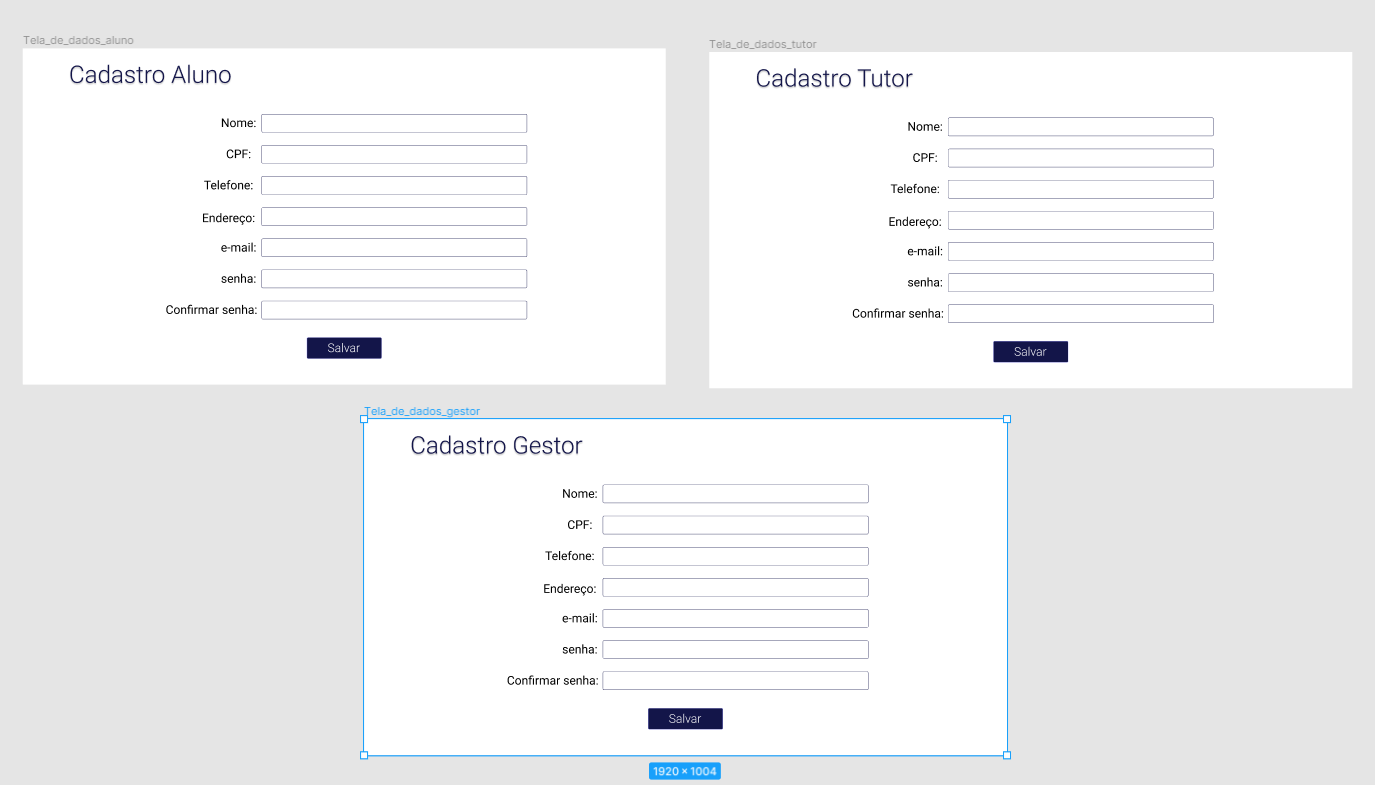 Tela_de_dados_aluno
Cadastro Aluno
Nome:
CPF:
Telefone:
Endereço:
e-mail:
senha:
Confirmar senha:
Salvar
Tela_de_dados_tutor
Cadastro Tutor
Nome:
CPF:
Telefone:
Endereço:
e-mail:
senha:
Confirmar senha:
Salvar
Tela_de_dados_gestor
Cadastro Gestor
Nome:
CPF:
Telefone:
Endereço:
e-mail:
senha:
Confirmar senha:
Salvar
1920 × 1004